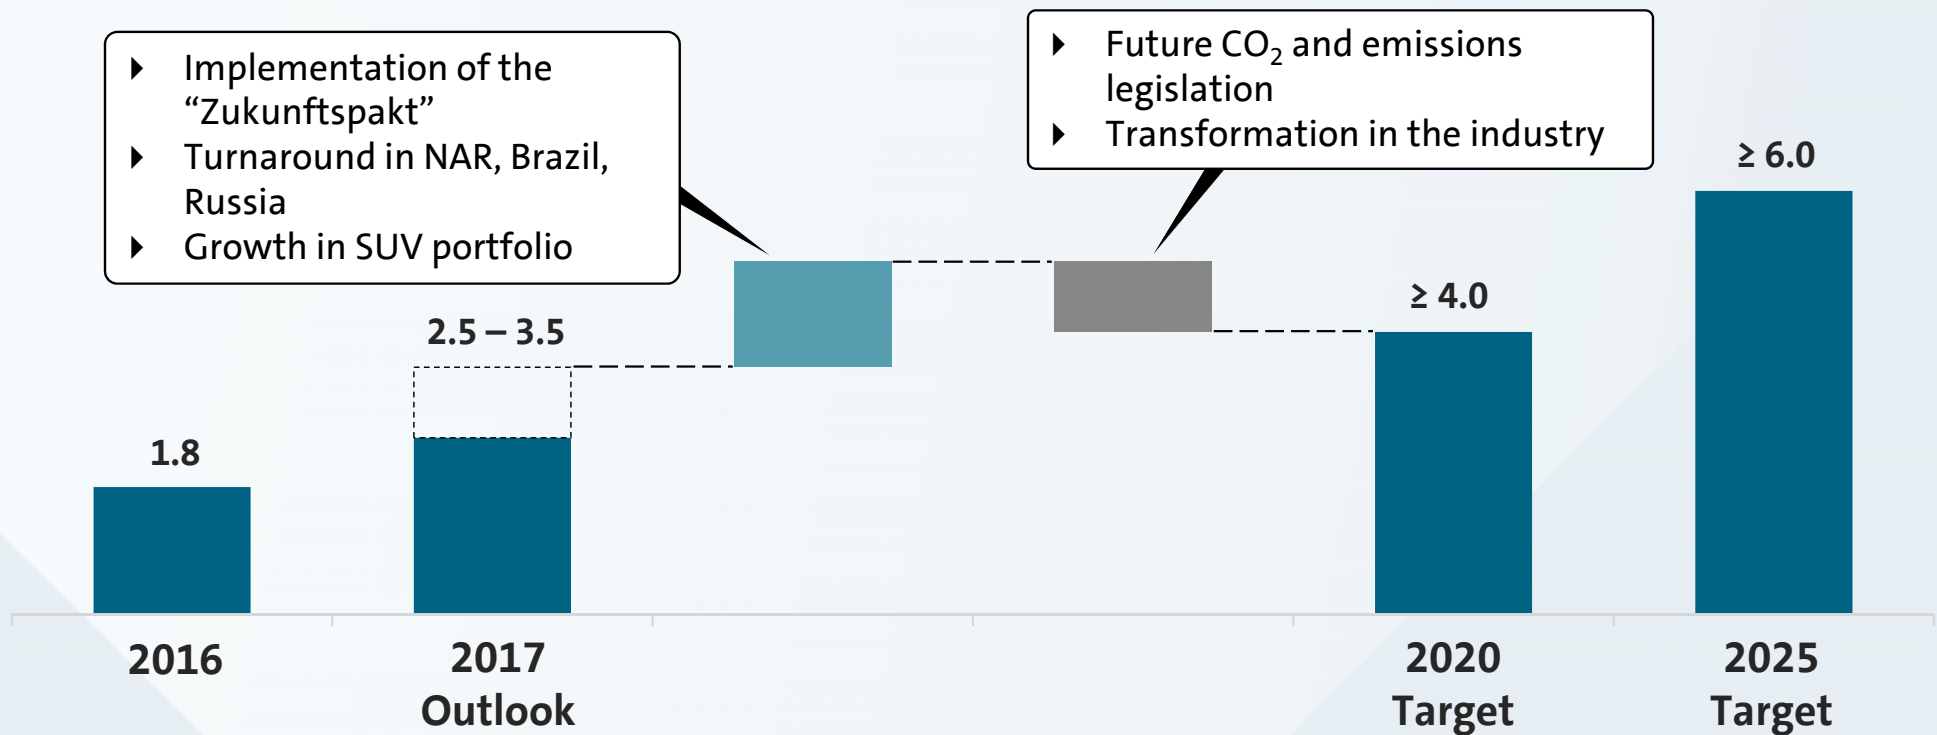 Implementation of the
“Zukunftspakt”
Turnaround in NAR, Brazil,
Russia
Growth in SUV portfolio
Future CO₂ and emissions
legislation
Transformation in the industry
1.8
2.5 – 3.5
≥ 4.0
≥ 6.0
2016
2017
Outlook
2020
Target
2025
Target